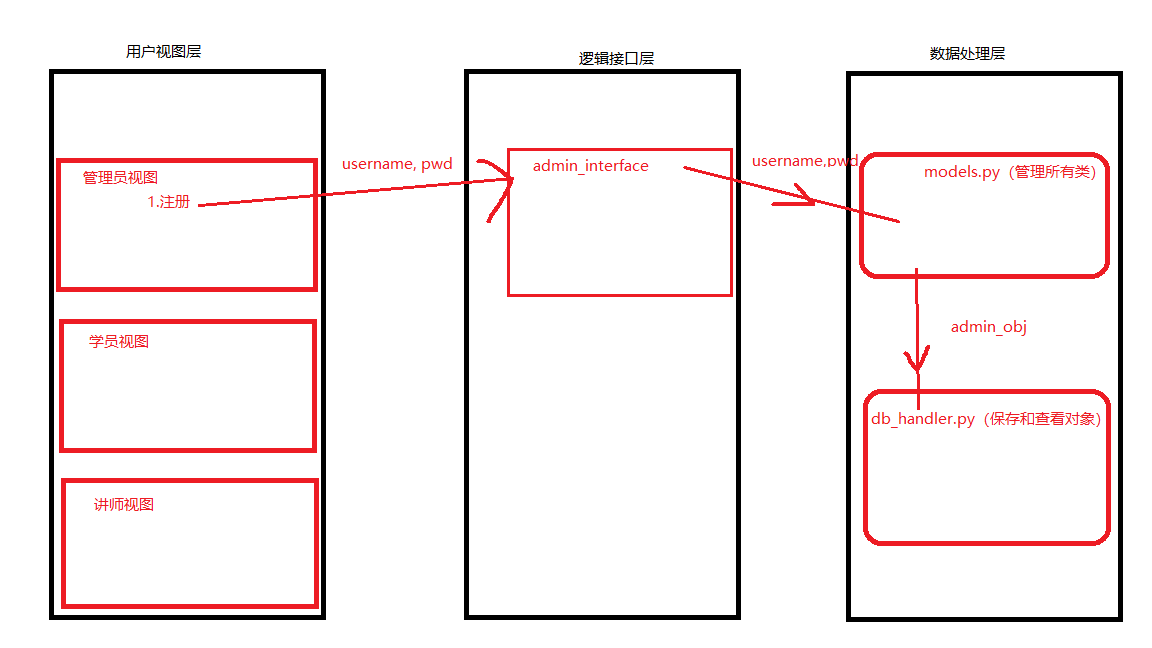 用户视图层
逻辑接口层
数据处理层
管理员视图
1.注册
username, pwd
admin_interface
username,pwd
models.py（管理所有类）
admin_obj
学员视图
db_handler.py（保存和查看对象）
讲师视图